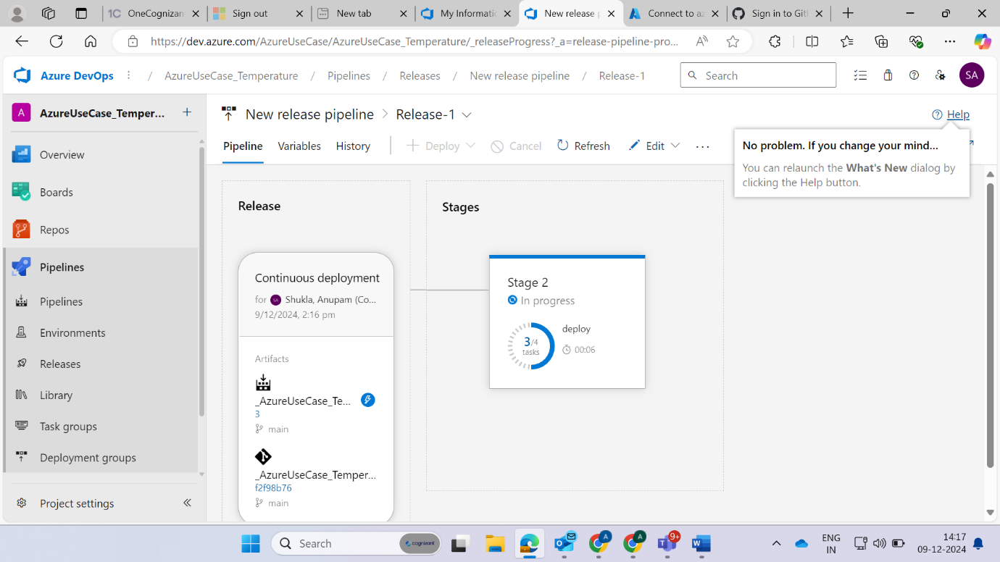 1C OneCognizan
Sign out
New tab
My Informati
New release p
Connect to az
Sign in to Git
https://dev.azure.com/AzureUseCase/AzureUseCase_Temperature/_releaseProgress?_a=release-pipeline-pro...
Azure DevOps / AzureUseCase_Temperature / Pipelines / Releases / New release pipeline / Release-1
Search
SA
A AzureUseCase_Temper...
Overview
Boards
Repos
Pipelines
Pipelines
Environments
Releases
Library
Task groups
Deployment groups
Project settings
New release pipeline > Release-1
Help
Pipeline Variables History Deploy Cancel Refresh Edit ...
No problem. If you change your mind...
You can relaunch the What's New dialog by
clicking the Help button.
Release
Continuous deployment
for SA Shukla, Anupam (Co...
9/12/2024, 2:16 pm
Artifacts
_AzureUseCase_Te...
3
main
_AzureUseCase_Temper...
f2f98b76
main
Stages
Stage 2
In progress
3/4
tasks
deploy
00:06
Search
cognizant
A
A
9+
ENG
IN
14:17
09-12-2024